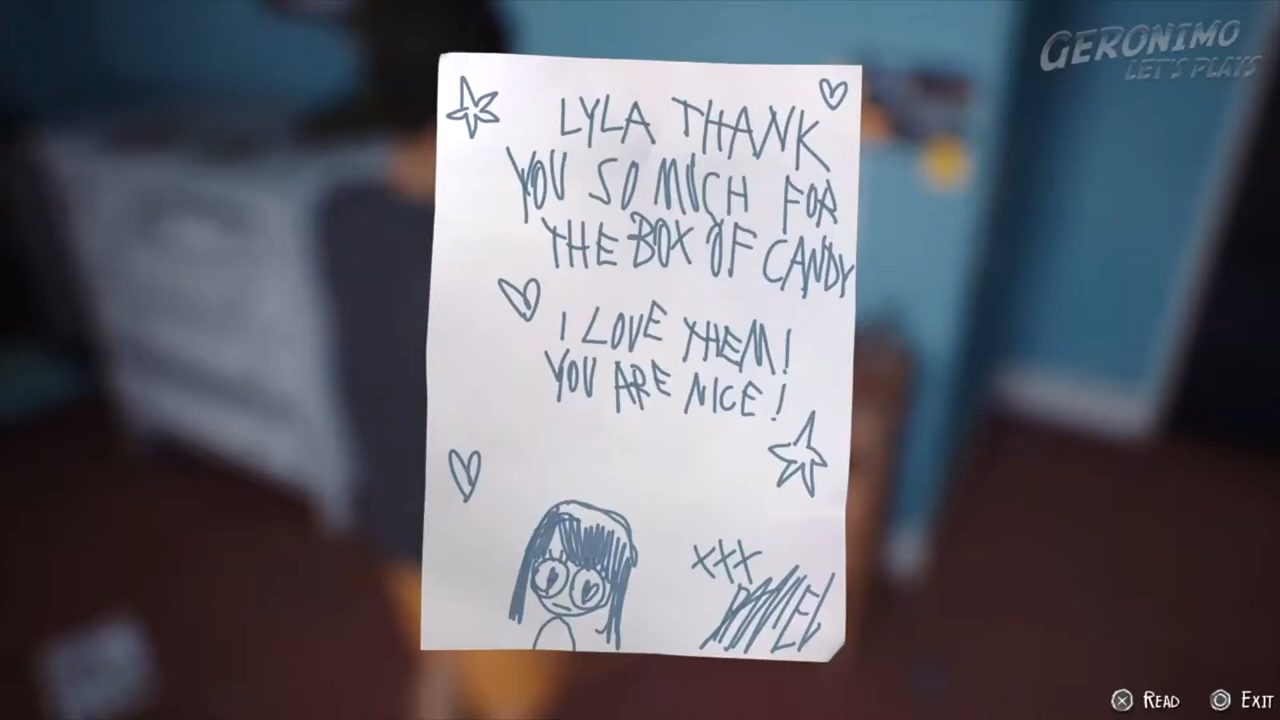 GERONIMO
LET'S PLAYS
LYLA THANK
YOU SO MUCH FOR
THE BOX OF CANDY
I LOVE THEM!
YOU ARE NICE!
XXX
DANIEL
READ
EXIT